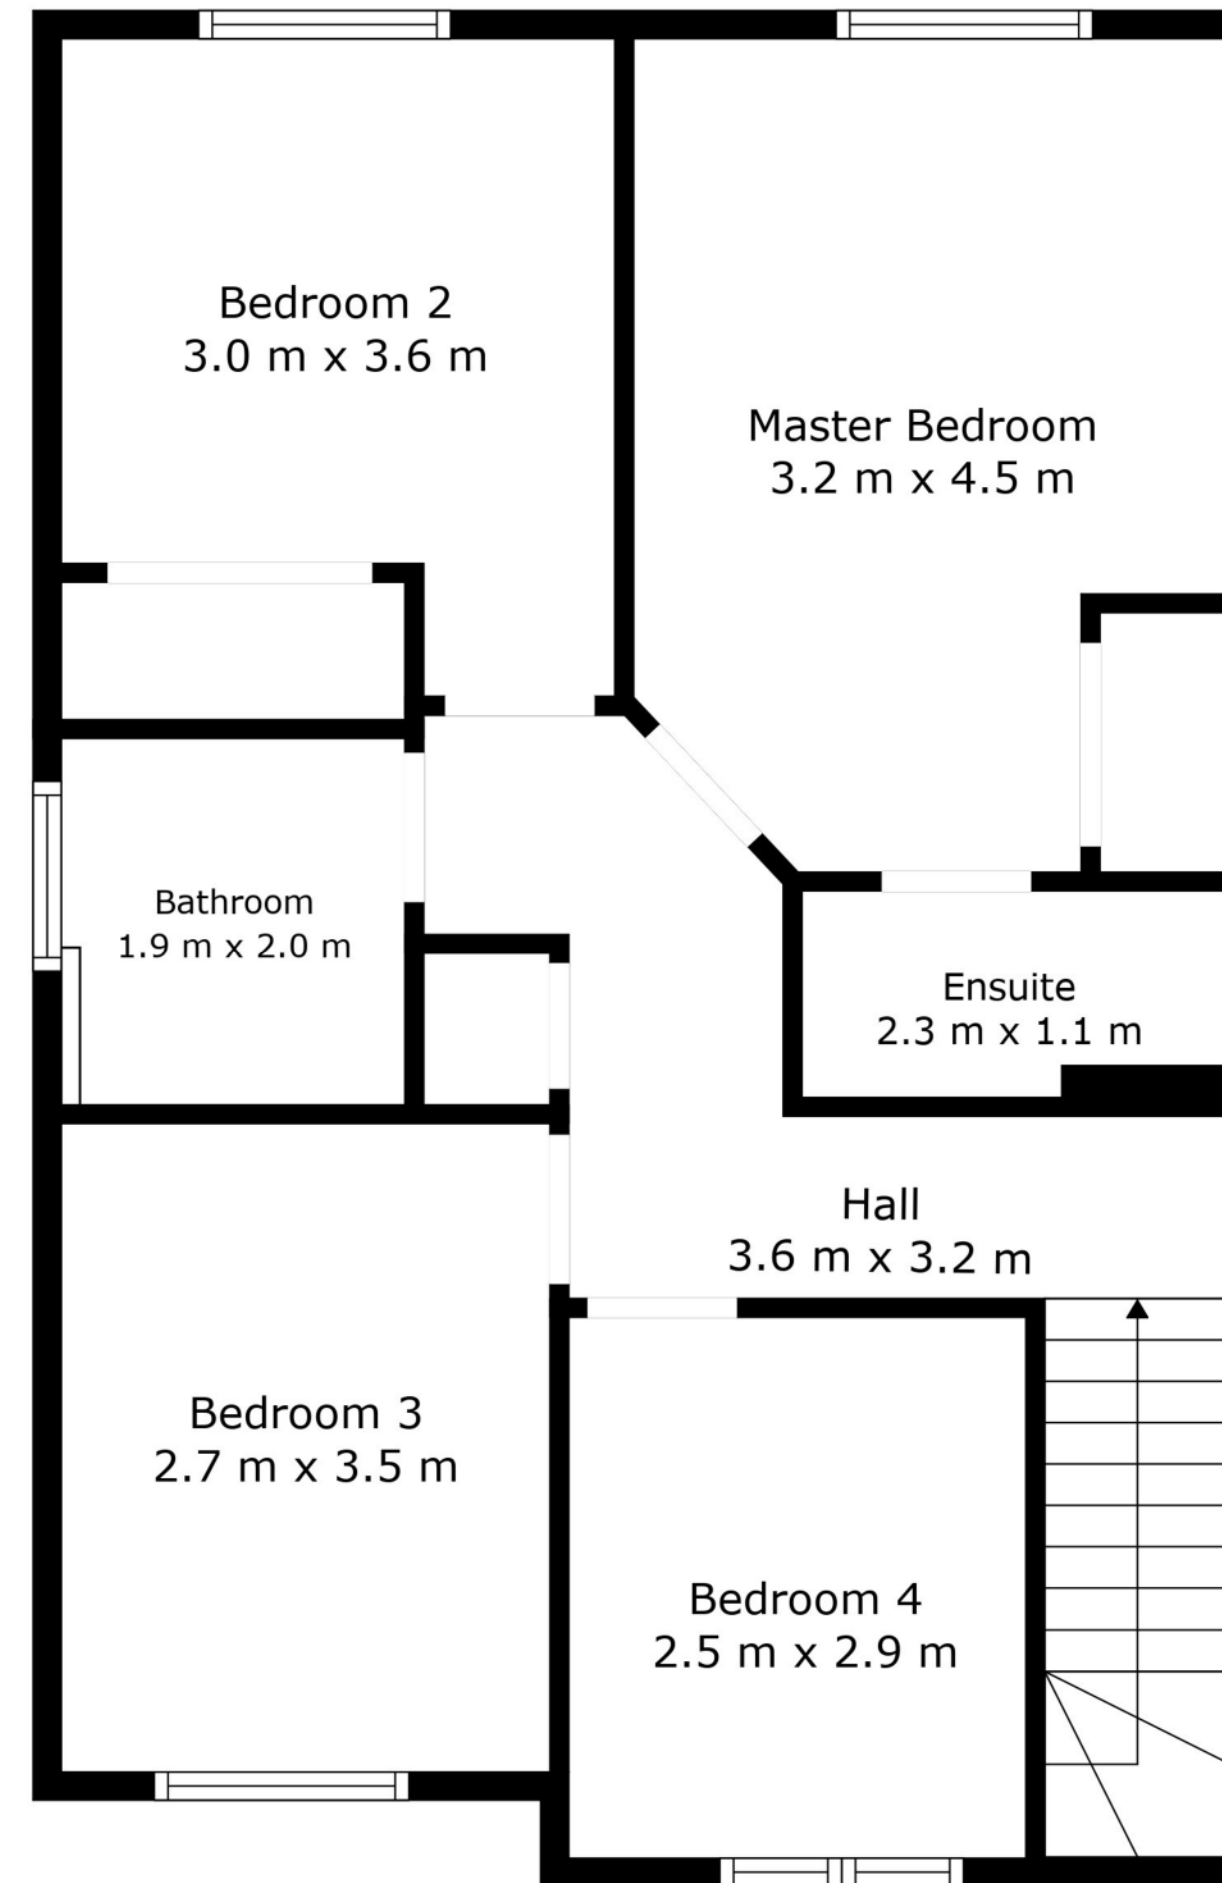 Bedroom 2
3.0 m x 3.6 m
Master Bedroom
3.2 m x 4.5 m
Bathroom
1.9 m x 2.0 m
Ensuite
2.3 m x 1.1 m
Hall
3.6 m x 3.2 m
Bedroom 3
2.7 m x 3.5 m
Bedroom 4
2.5 m x 2.9 m